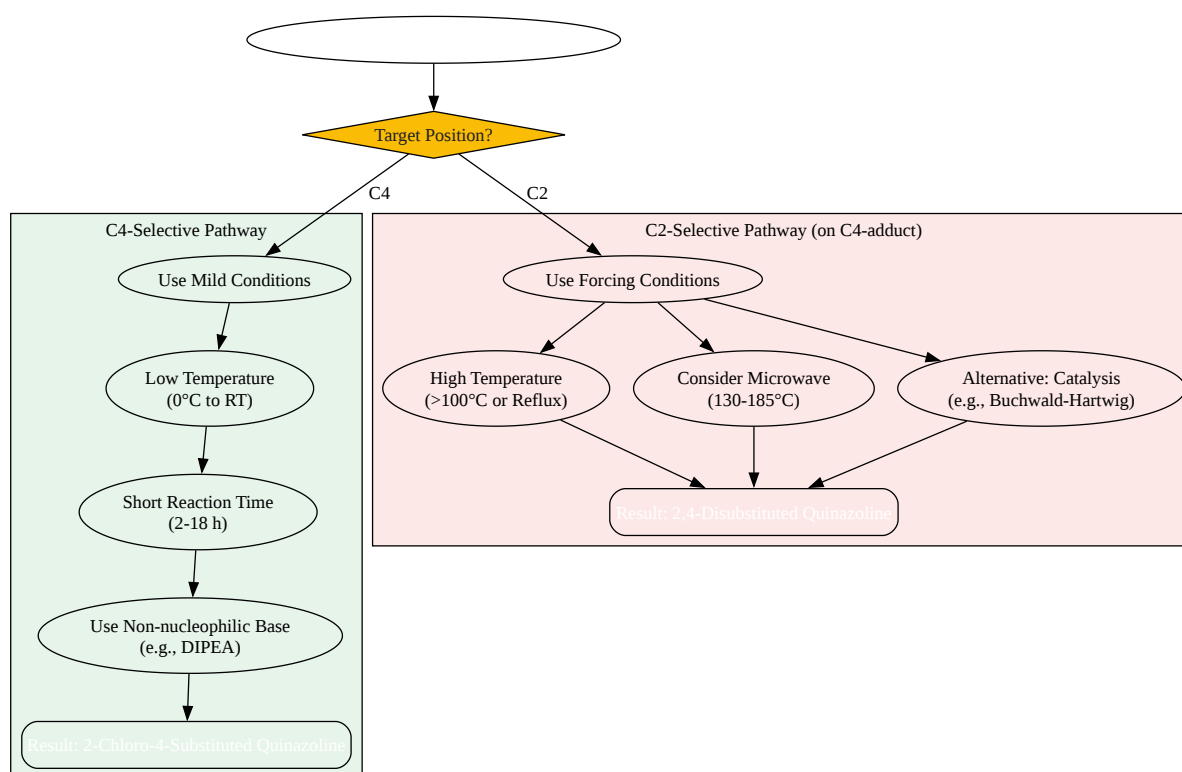 Target Position?
C4
C2
C4-Selective Pathway
Use Mild Conditions
Low Temperature
(0°C to RT)
Short Reaction Time
(2-18 h)
Use Non-nucleophilic Base
(e.g., DIPEA)
Result: 2-Chloro-4-Substituted Quinazoline
C2-Selective Pathway (on C4-adduct)
Use Forcing Conditions
High Temperature
(>100°C or Reflux)
Consider Microwave
(130-185°C)
Alternative: Catalysis
(e.g., Buchwald-Hartwig)
Result: 2,4-Disubstituted Quinazoline